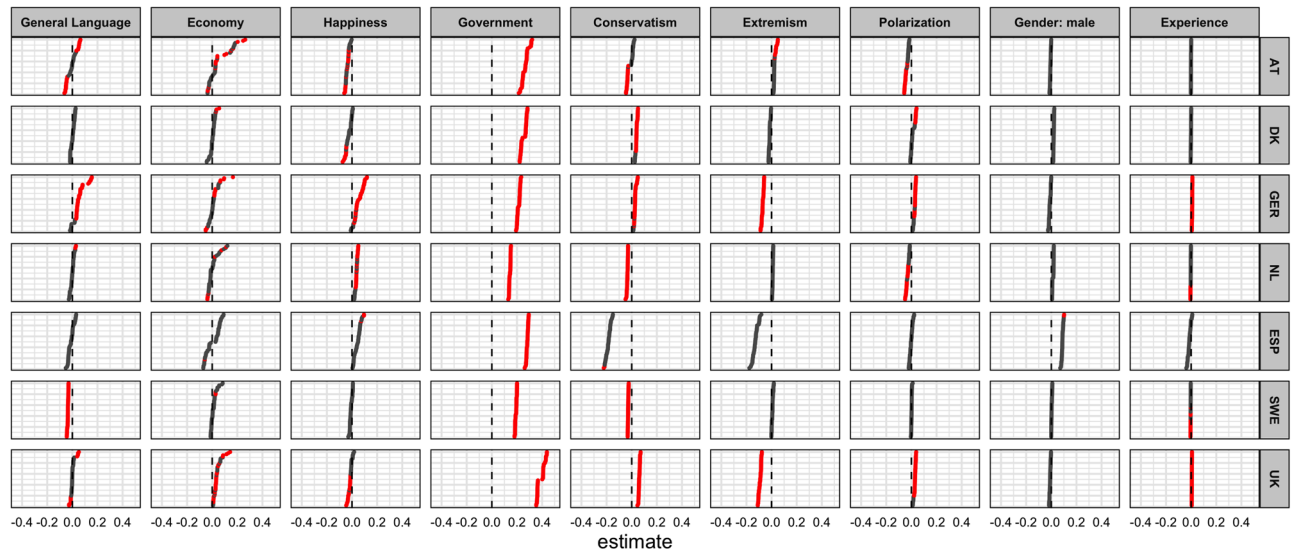 General Language Economy Happiness Government Conservatism Extremism Polarization Gender: male Experience
AT
DK
GER
NL
ESP
SWE
UK
-0.4 -0.2 0.0 0.2 0.4 -0.4 -0.2 0.0 0.2 0.4 -0.4 -0.2 0.0 0.2 0.4 -0.4 -0.2 0.0 0.2 0.4 -0.4 -0.2 0.0 0.2 0.4 -0.4 -0.2 0.0 0.2 0.4 -0.4 -0.2 0.0 0.2 0.4 -0.4 -0.2 0.0 0.2 0.4 -0.4 -0.2 0.0 0.2 0.4
estimate